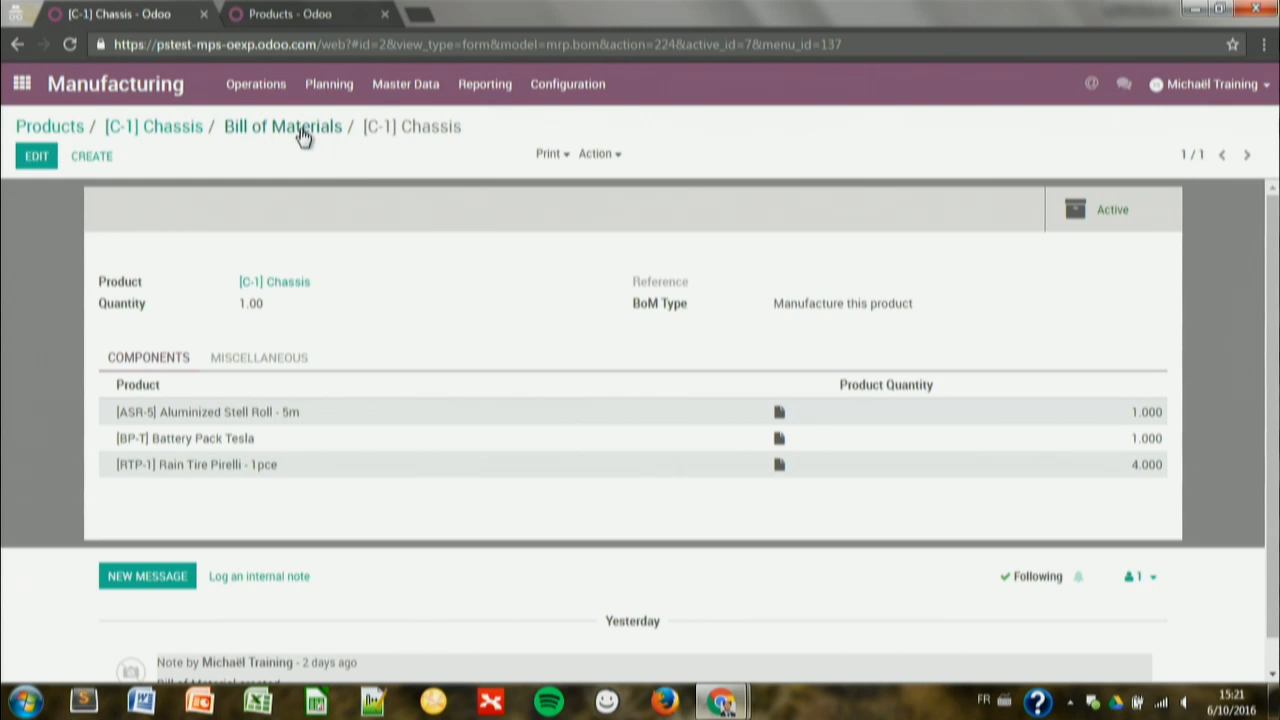 [C-1] Chassis - Odoo
Products - Odoo
https://pstest-mps-oexp.odoo.com/web?#id=2&view_type=form&model=mrp.bom&action=224&active_id=7&menu_id=137
Manufacturing Operations Planning Master Data Reporting Configuration Michaël Training
Products / [C-1] Chassis / Bill of Materials / [C-1] Chassis
EDIT CREATE Print Action 1 / 1
Active
Product [C-1] Chassis Reference
Quantity 1.00 BoM Type Manufacture this product
COMPONENTS MISCELLANEOUS
Product Product Quantity
[ASR-5] Aluminized Stell Roll - 5m 1.000
[BP-T] Battery Pack Tesla 1.000
[RTP-1] Rain Tire Pirelli - 1pce 4.000
NEW MESSAGE Log an internal note Following 1
Yesterday
Note by Michaël Training - 2 days ago
FR 15:21
6/10/2016